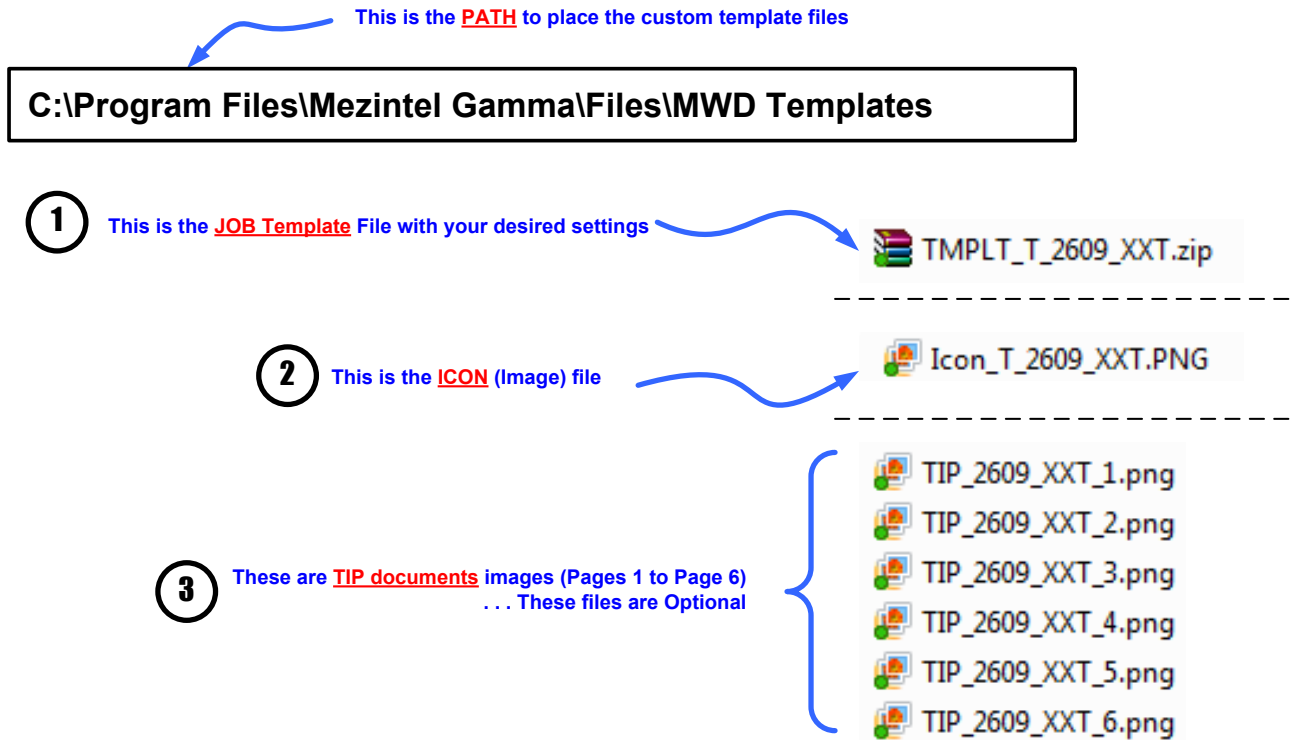 This is the PATH to place the custom template files
C:\Program Files\Mezintel Gamma\Files\MWD Templates
1
This is the JOB Template File with your desired settings
TMPLT_T_2609_XXT.zip
2
This is the ICON (Image) file
Icon_T_2609_XXT.PNG
3
These are TIP documents images (Pages 1 to Page 6)
. . . These files are Optional
TIP_2609_XXT_1.png
TIP_2609_XXT_2.png
TIP_2609_XXT_3.png
TIP_2609_XXT_4.png
TIP_2609_XXT_5.png
TIP_2609_XXT_6.png